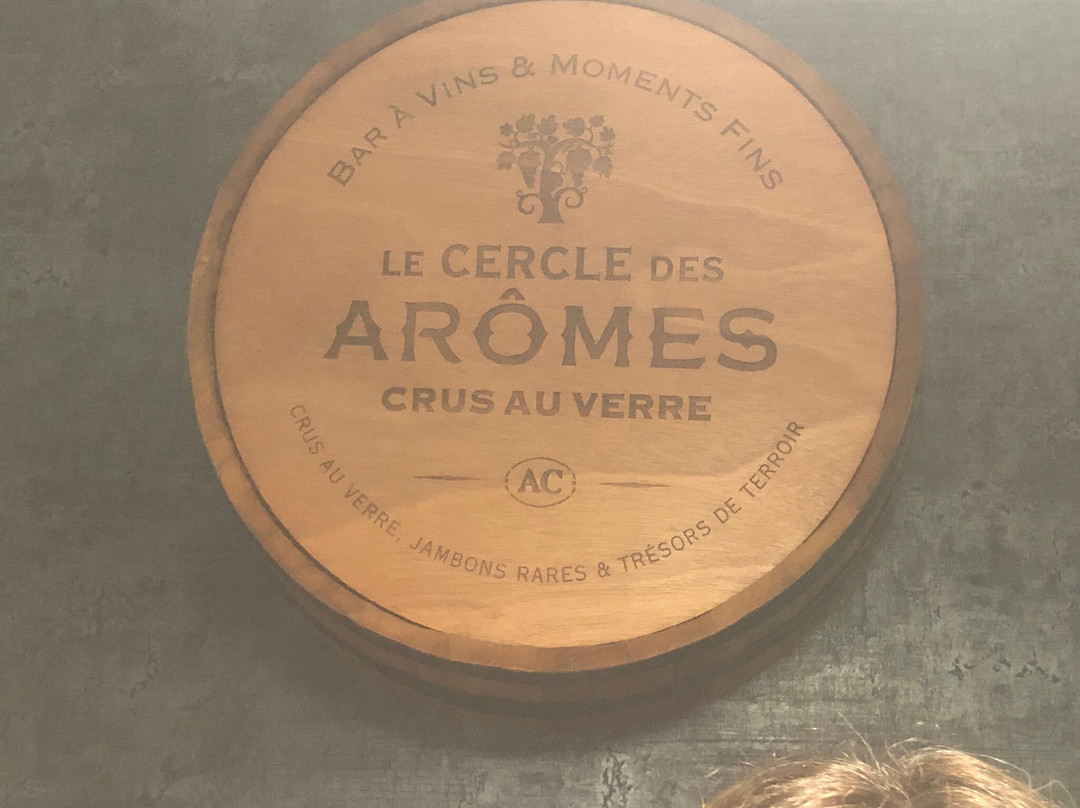 BAR À VINS & MOMENTS FINS
LE CERCLE DES
ARÔMES
CRUS AU VERRE
AC
CRUS AU VERRE, JAMBONS RARES & TRÉSORS DE TERROIR